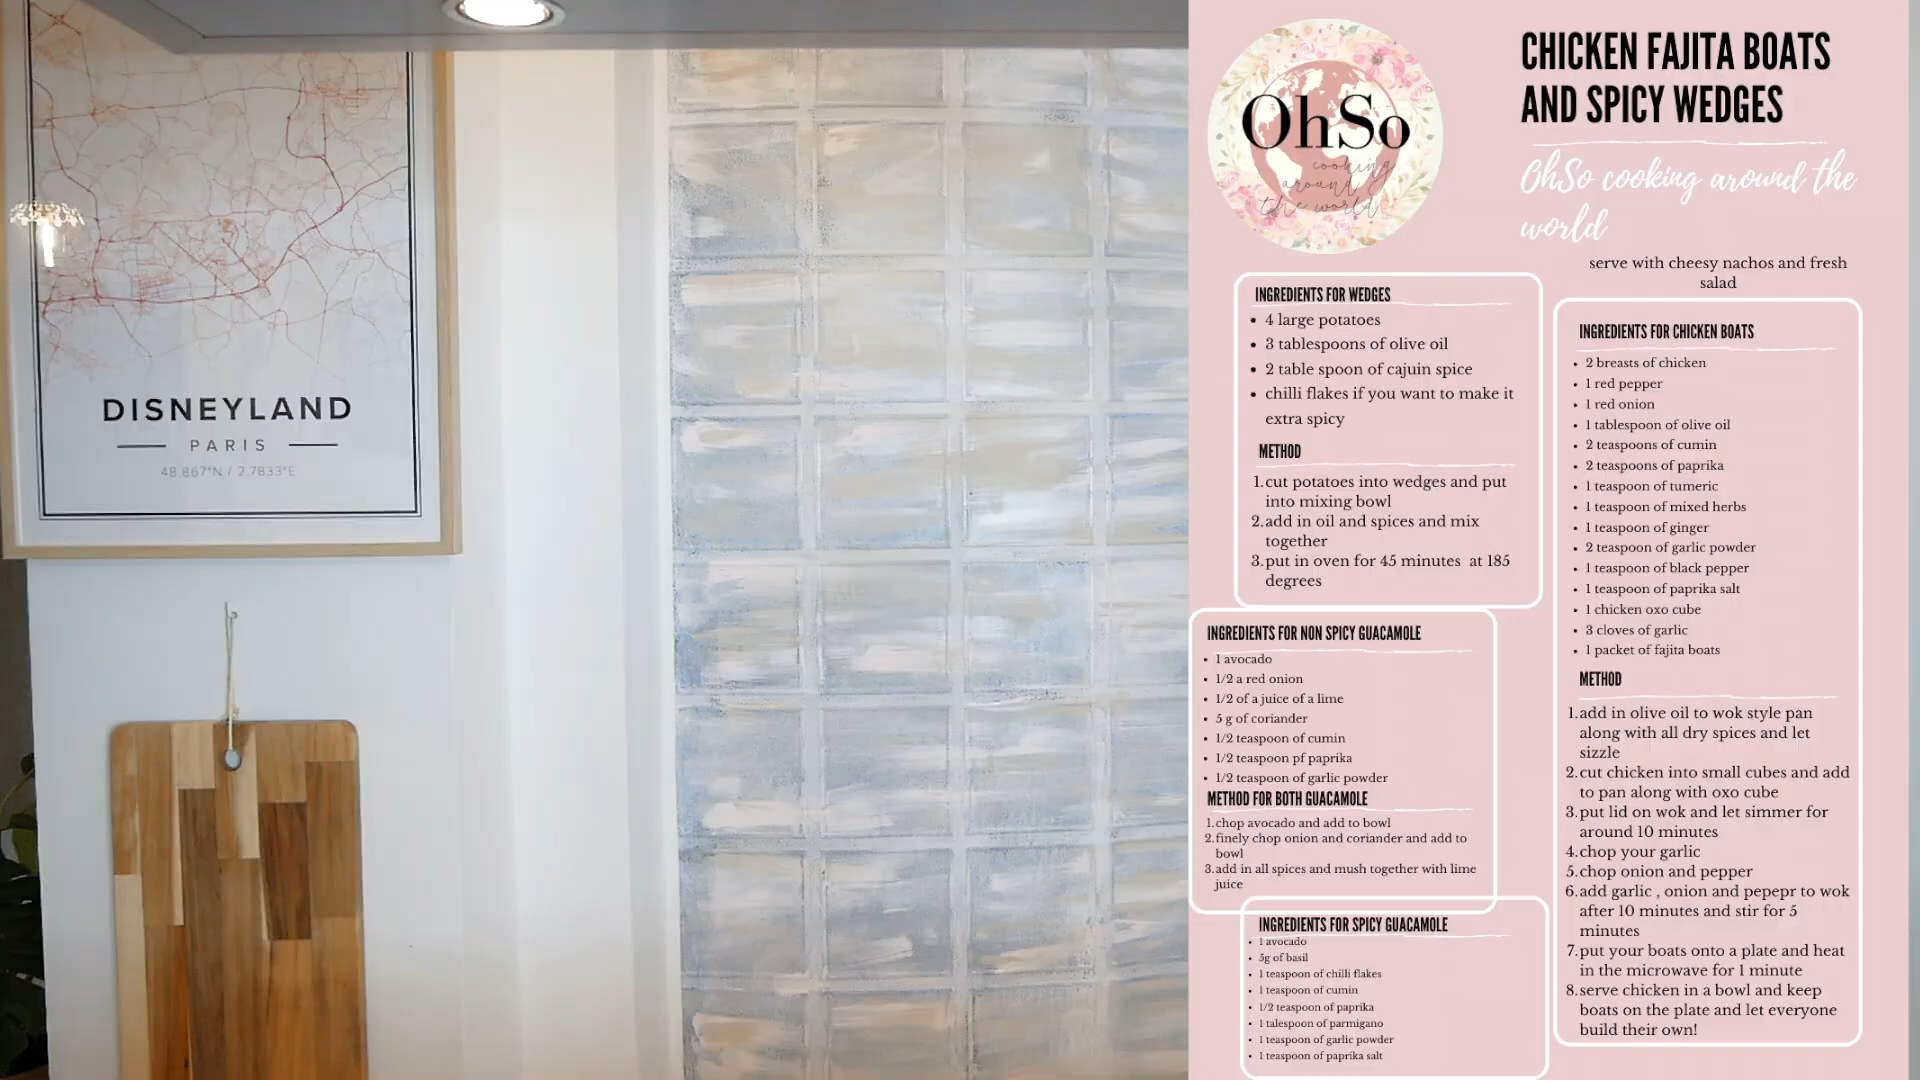 DISNEYLAND
PARIS
48.867°N / 2.7833°E
OhSo
cooking
around
the world
CHICKEN FAJITA BOATS
AND SPICY WEDGES
OhSo cooking around the
world
serve with cheesy nachos and fresh
salad
INGREDIENTS FOR WEDGES
• 4 large potatoes
• 3 tablespoons of olive oil
• 2 table spoon of cajuin spice
• chilli flakes if you want to make it
extra spicy
METHOD
1. cut potatoes into wedges and put
into mixing bowl
2. add in oil and spices and mix
together
3. put in oven for 45 minutes at 185
degrees
INGREDIENTS FOR NON SPICY GUACAMOLE
• 1 avocado
• 1/2 a red onion
• 1/2 of a juice of a lime
• 5 g of coriander
• 1/2 teaspoon of cumin
• 1/2 teaspoon pf paprika
• 1/2 teaspoon of garlic powder
METHOD FOR BOTH GUACAMOLE
1. chop avocado and add to bowl
2. finely chop onion and coriander and add to
bowl
3. add in all spices and mush together with lime
juice
INGREDIENTS FOR SPICY GUACAMOLE
• 1 avocado
• 5g of basil
• 1 teaspoon of chilli flakes
• 1 teaspoon of cumin
• 1/2 teaspoon of paprika
• 1 talespoon of parmigano
• 1 teaspoon of garlic powder
• 1 teaspoon of paprika salt
INGREDIENTS FOR CHICKEN BOATS
• 2 breasts of chicken
• 1 red pepper
• 1 red onion
• 1 tablespoon of olive oil
• 2 teaspoons of cumin
• 2 teaspoons of paprika
• 1 teaspoon of tumeric
• 1 teaspoon of mixed herbs
• 1 teaspoon of ginger
• 2 teaspoon of garlic powder
• 1 teaspoon of black pepper
• 1 teaspoon of paprika salt
• 1 chicken oxo cube
• 3 cloves of garlic
• 1 packet of fajita boats
METHOD
1. add in olive oil to wok style pan
along with all dry spices and let
sizzle
2. cut chicken into small cubes and add
to pan along with oxo cube
3. put lid on wok and let simmer for
around 10 minutes
4. chop your garlic
5. chop onion and pepper
6. add garlic , onion and pepepr to wok
after 10 minutes and stir for 5
minutes
7. put your boats onto a plate and heat
in the microwave for 1 minute
8. serve chicken in a bowl and keep
boats on the plate and let everyone
build their own!